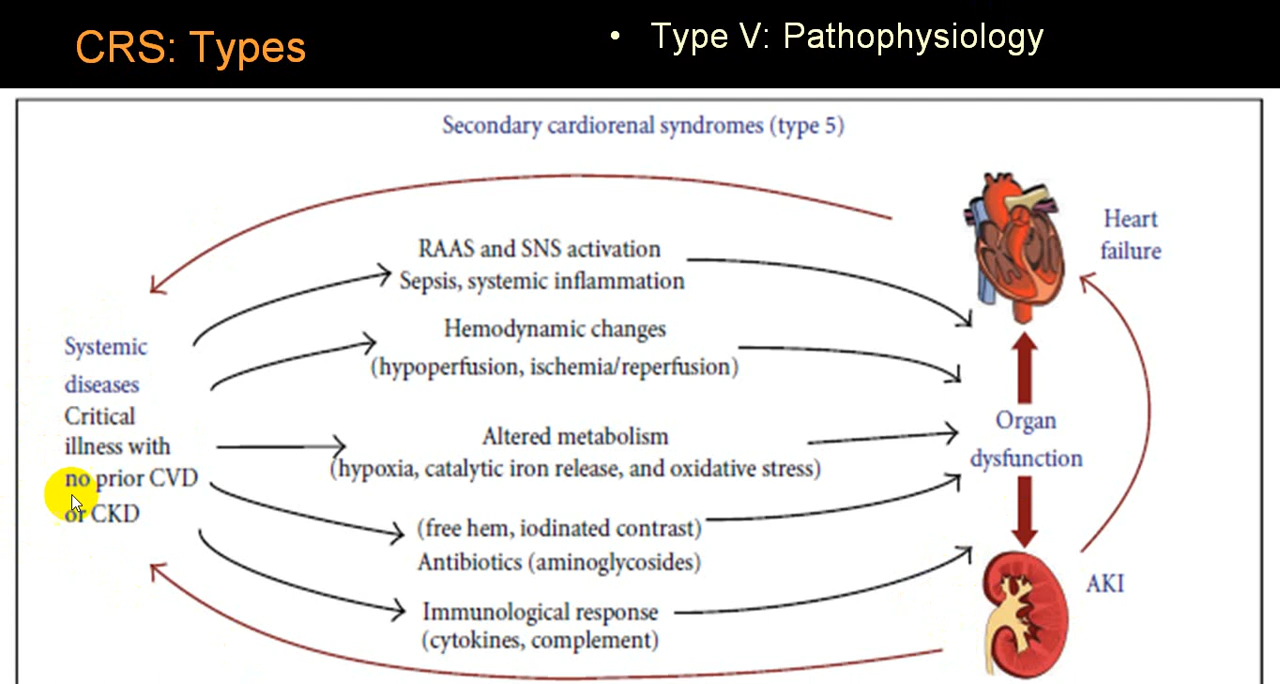 CRS: Types
• Type V: Pathophysiology
Secondary cardiorenal syndromes (type 5)
Heart
failure
RAAS and SNS activation
Sepsis, systemic inflammation
Hemodynamic changes
(hypoperfusion, ischemia/reperfusion)
Systemic
diseases
Critical
illness with
no prior CVD
or CKD
Altered metabolism
(hypoxia, catalytic iron release, and oxidative stress)
Organ
dysfunction
(free hem, iodinated contrast)
Antibiotics (aminoglycosides)
AKI
Immunological response
(cytokines, complement)